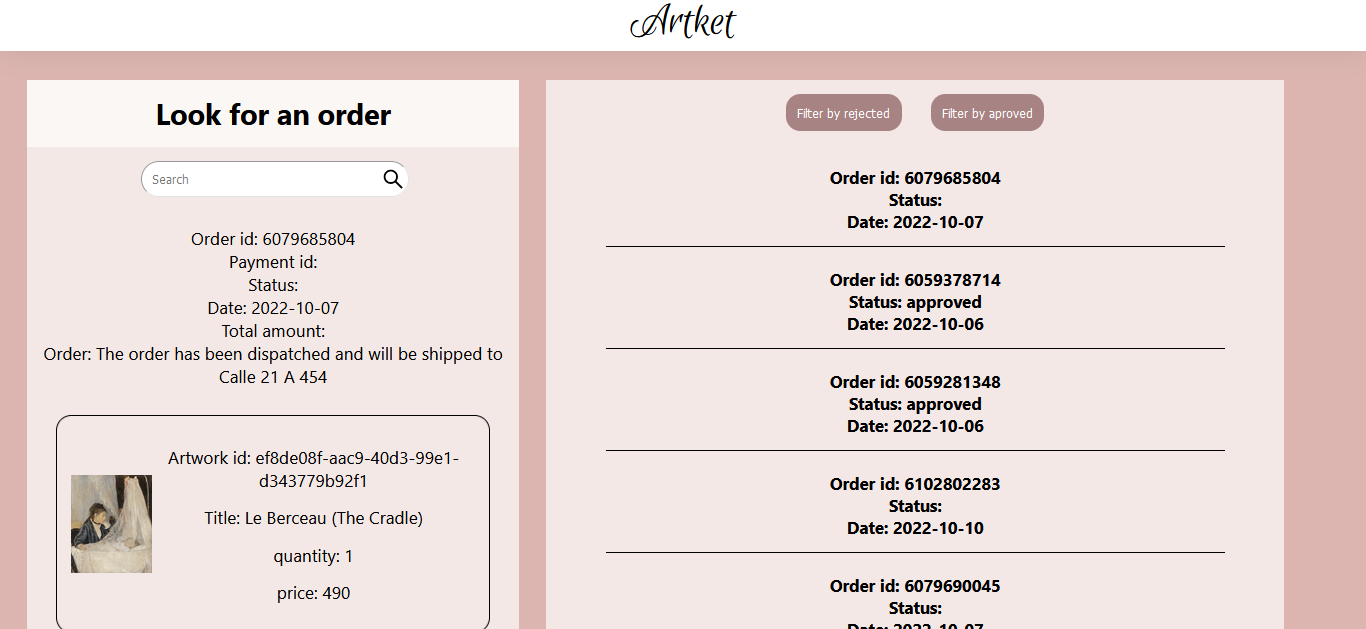 Artket
Look for an order
Search
Order id: 6079685804
Payment id:
Status:
Date: 2022-10-07
Total amount:
Order: The order has been dispatched and will be shipped to
Calle 21 A 454
Artwork id: ef8de08f-aac9-40d3-99e1-
d343779b92f1
Title: Le Berceau (The Cradle)
quantity: 1
price: 490
Filter by rejected
Filter by aproved
Order id: 6079685804
Status:
Date: 2022-10-07
Order id: 6059378714
Status: approved
Date: 2022-10-06
Order id: 6059281348
Status: approved
Date: 2022-10-06
Order id: 6102802283
Status:
Date: 2022-10-10
Order id: 6079690045
Status:
Date: 2022-10-07